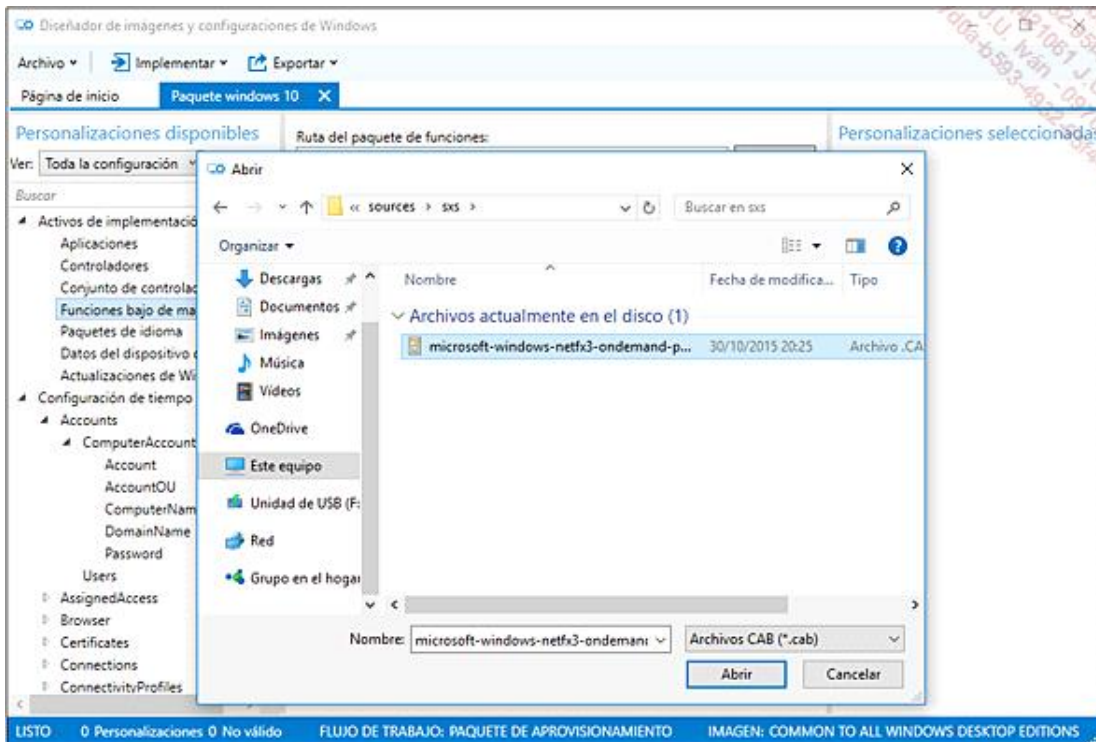 Diseñador de imágenes y configuraciones de Windows
Archivo Implementar Exportar
Página de inicio Paquete windows 10
Personalizaciones disponibles
Ruta del paquete de funciones:
Personalizaciones seleccionadas
Ver: Toda la configuración
Buscar
Activos de implementació
Aplicaciones
Controladores
Conjunto de controlad
Funciones bajo de ma
Paquetes de idioma
Datos del dispositivo
Actualizaciones de Wi
Configuración de tiempo
Accounts
ComputerAccount
Account
AccountOU
ComputerNam
DomainName
Password
Users
AssignedAccess
Browser
Certificates
Connections
ConnectivityProfiles
Abrir
« sources › sxs ›
Buscar en sxs
Organizar
Descargas
Documentos
Imágenes
Música
Vídeos
OneDrive
Este equipo
Unidad de USB (F:
Red
Grupo en el hogar
Nombre Fecha de modifica... Tipo
Archivos actualmente en el disco (1)
microsoft-windows-netfx3-ondemand-p... 30/10/2015 20:25 Archivo .CA
Nombre: microsoft-windows-netfx3-ondemand Archivos CAB (*.cab)
Abrir Cancelar
LISTO 0 Personalizaciones 0 No válido FLUJO DE TRABAJO: PAQUETE DE APROVISIONAMIENTO IMAGEN: COMMON TO ALL WINDOWS DESKTOP EDITIONS